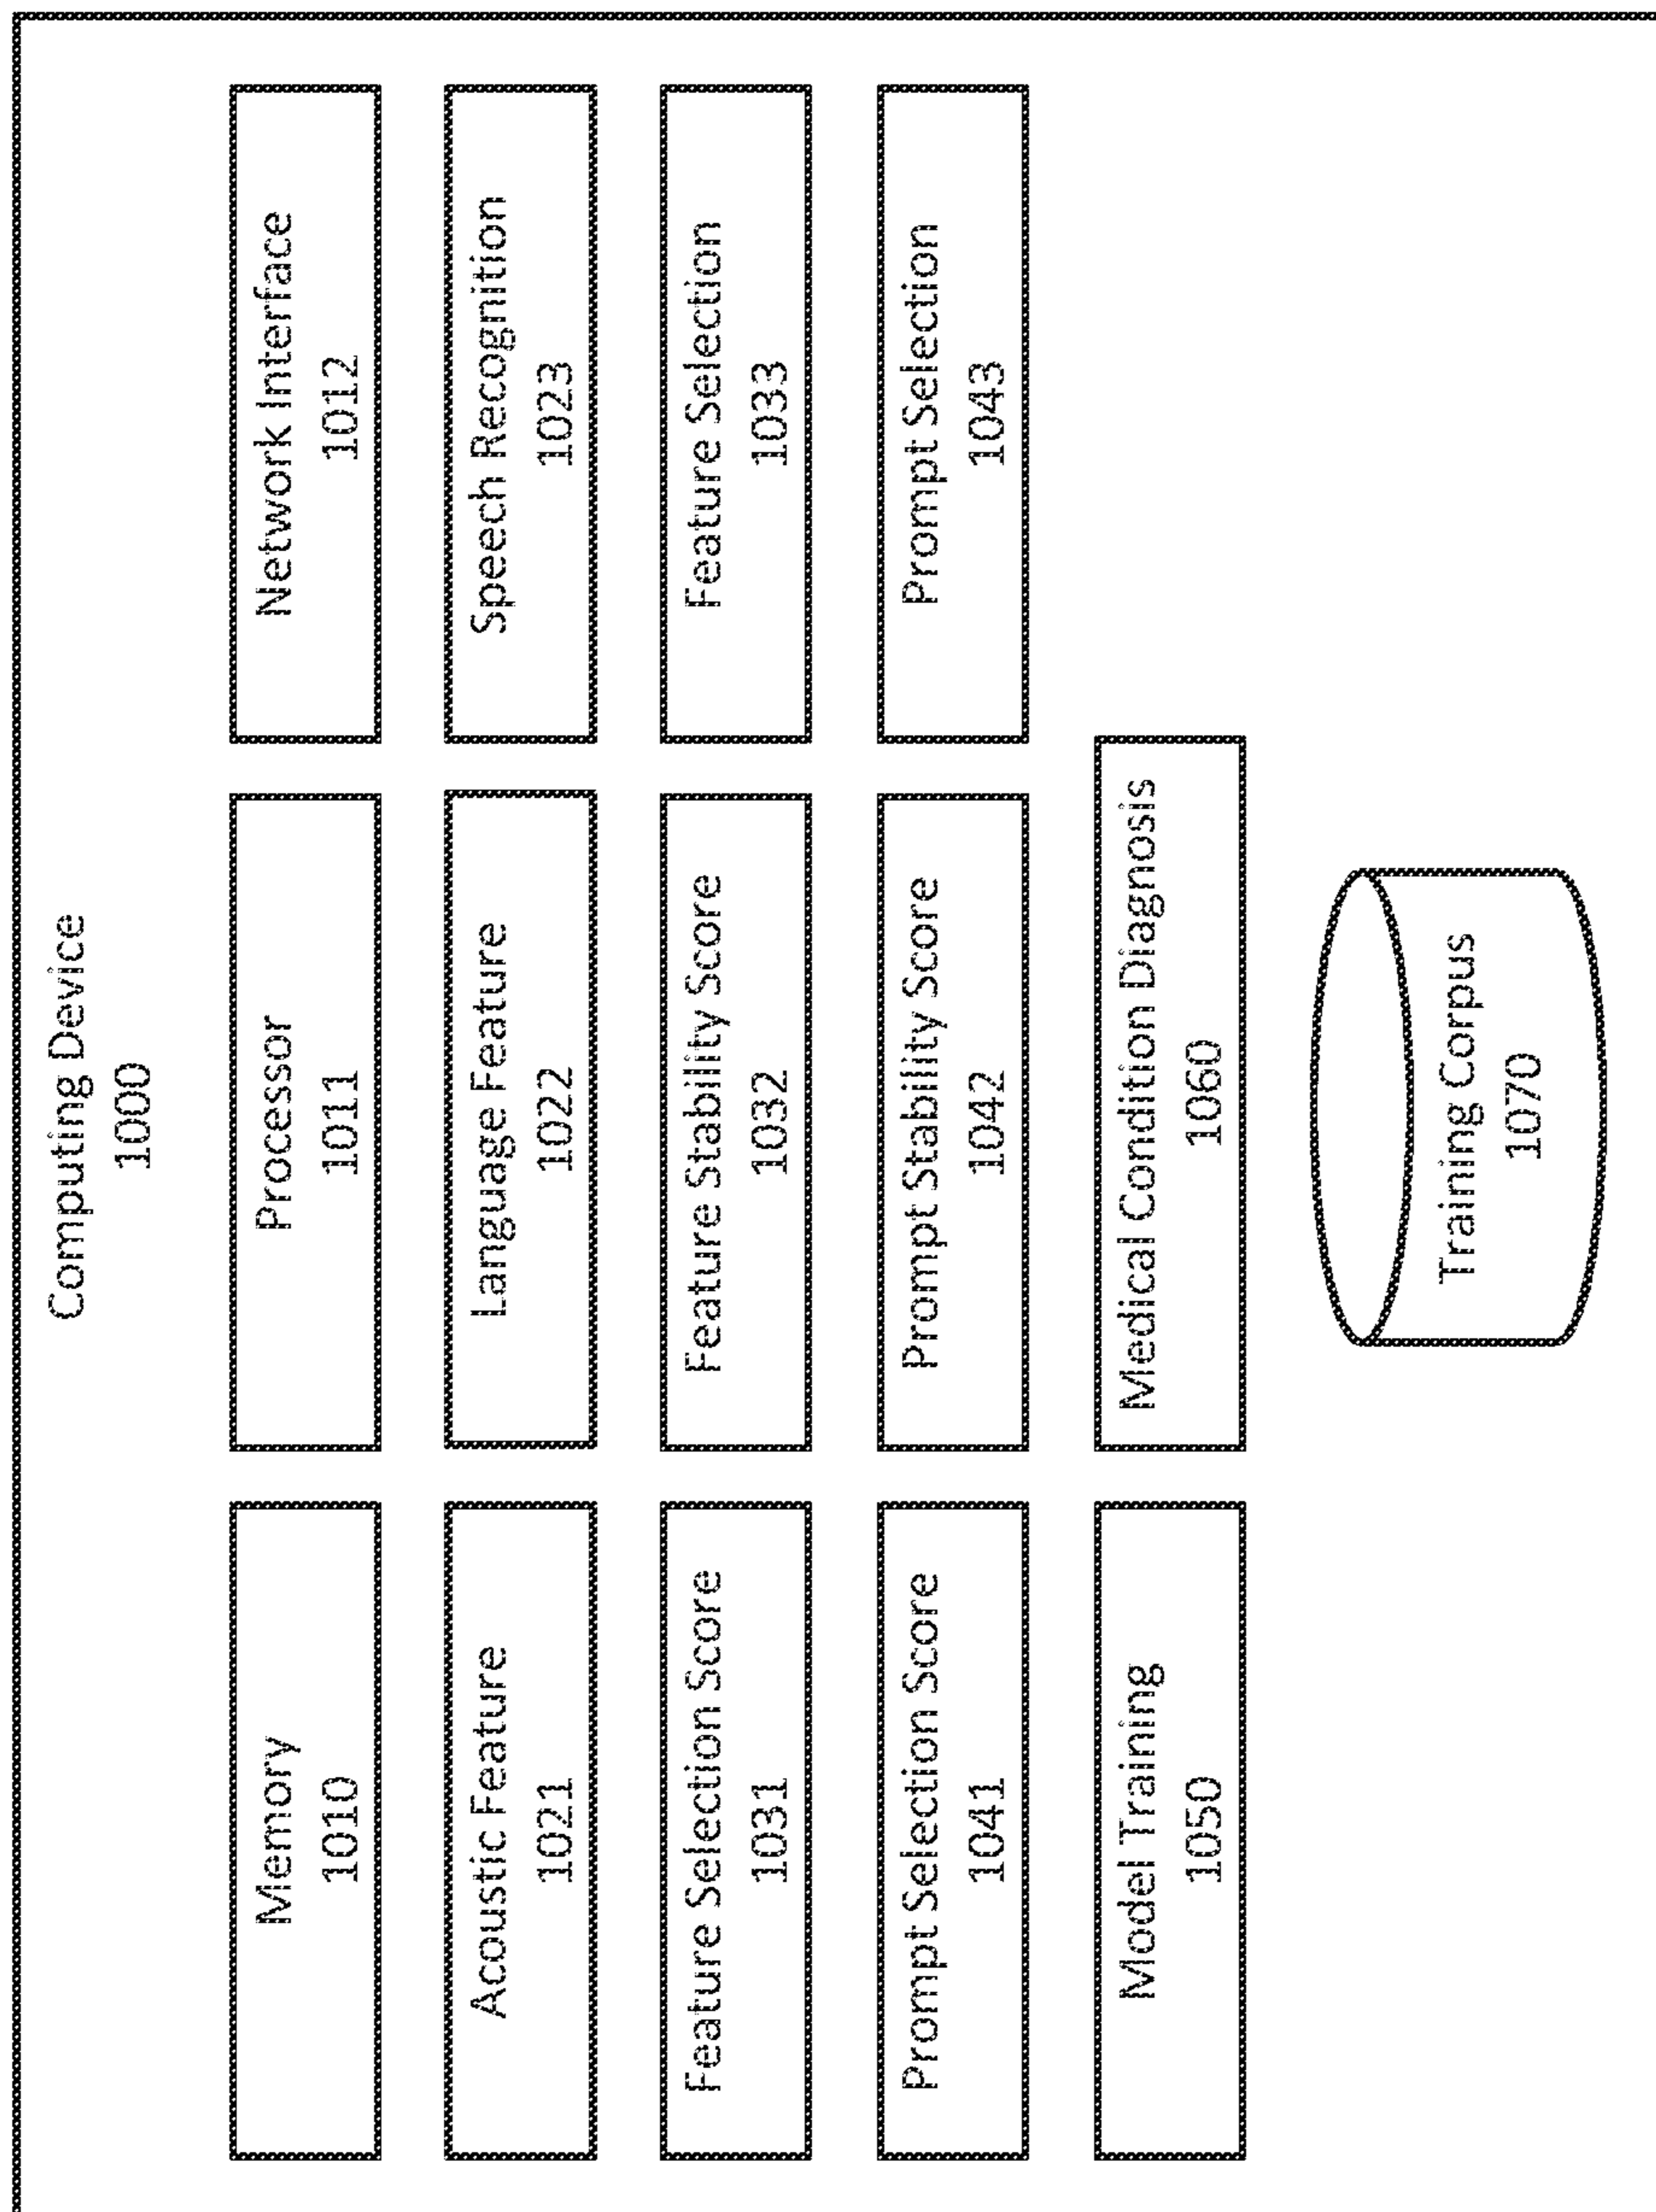 Computing Device
1000
Memory
1010
Processor
1011
Network Interface
1012
Acoustic Feature
1021
Language Feature
1022
Speech Recognition
1023
Feature Selection Score
1031
Feature Stability Score
1032
Feature Selection
1033
Prompt Selection Score
1041
Prompt Stability Score
1042
Prompt Selection
1043
Model Training
1050
Medical Condition Diagnosis
1060
Training Corpus
1070